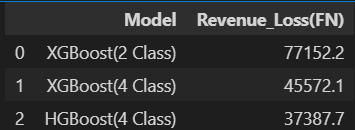 Model Revenue_Loss(FN)
0 XGBoost(2 Class) 77152.2
1 XGBoost(4 Class) 45572.1
2 HGBoost(4 Class) 37387.7